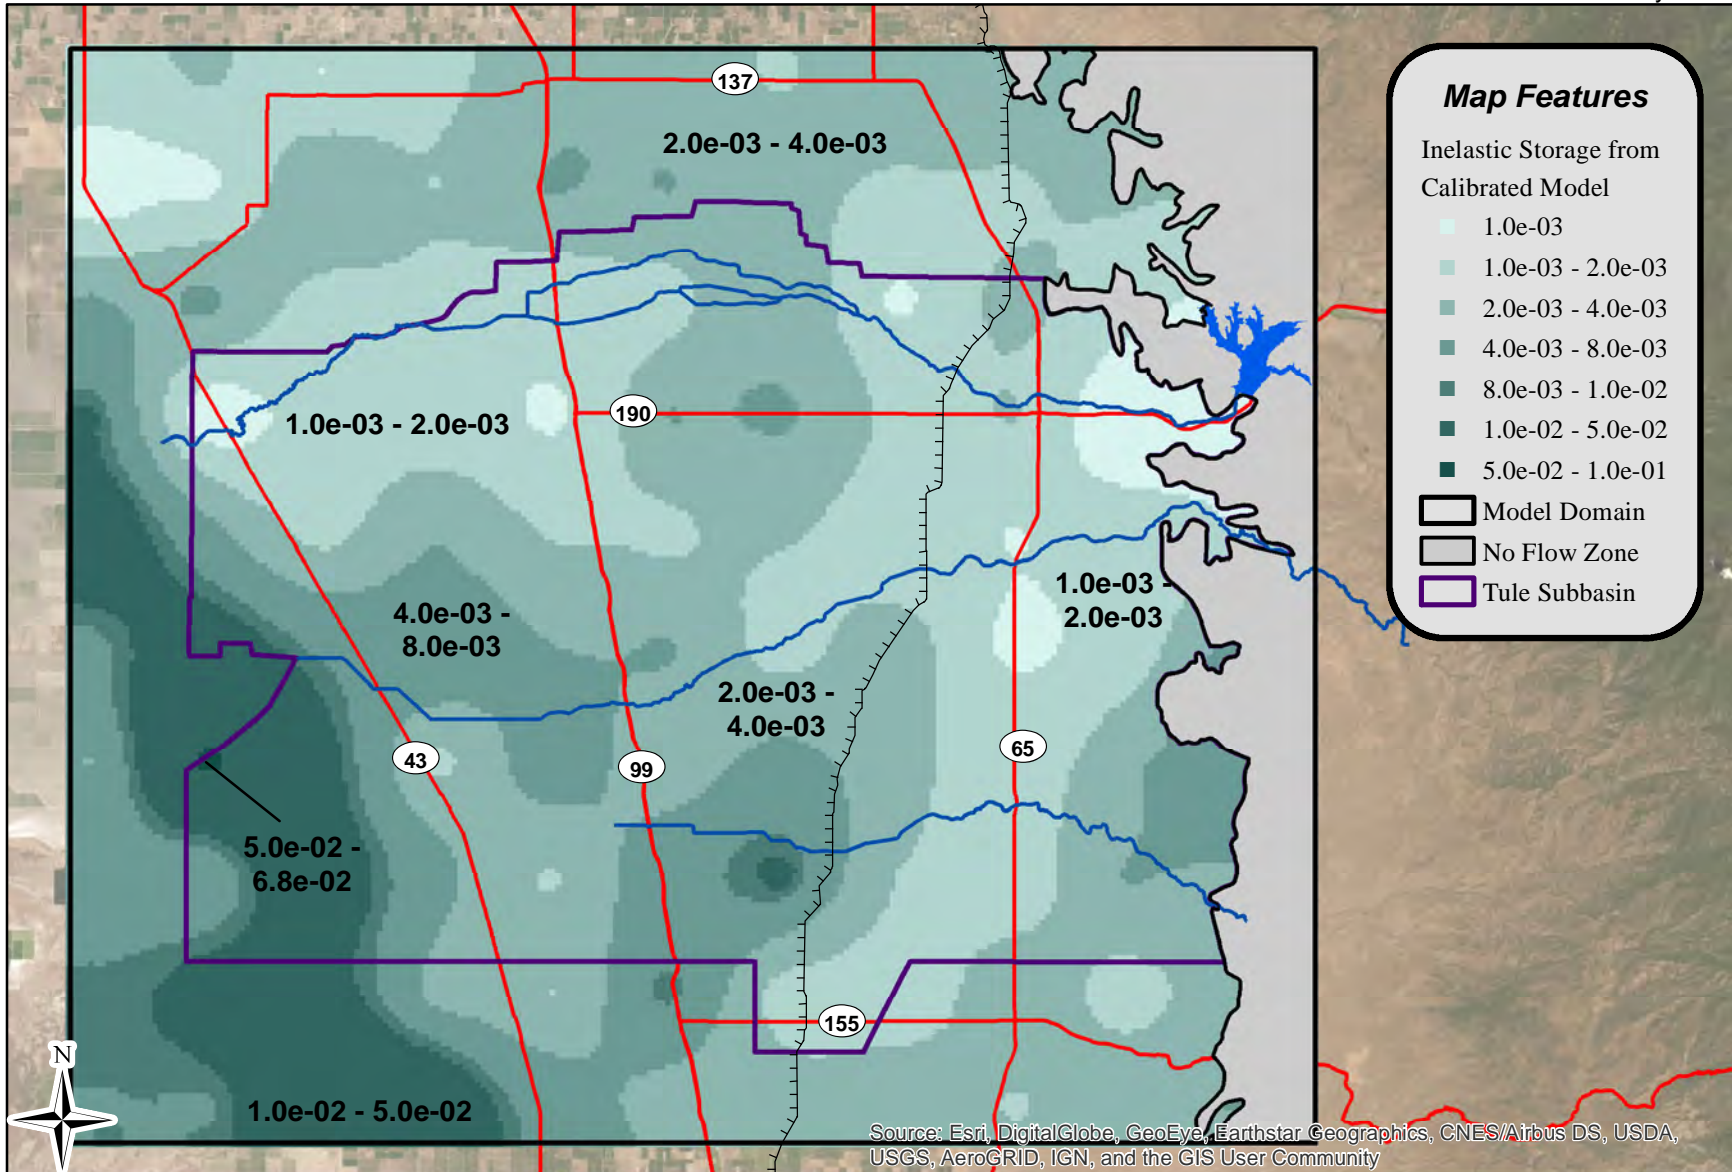 137
2.0e-03 - 4.0e-03
190
1.0e-03 - 2.0e-03
4.0e-03 -
8.0e-03
1.0e-03 -
2.0e-03
2.0e-03 -
4.0e-03
43
99
65
5.0e-02 -
6.8e-02
155
1.0e-02 - 5.0e-02
N
Map Features
Inelastic Storage from
Calibrated Model
1.0e-03
1.0e-03 - 2.0e-03
2.0e-03 - 4.0e-03
4.0e-03 - 8.0e-03
8.0e-03 - 1.0e-02
1.0e-02 - 5.0e-02
5.0e-02 - 1.0e-01
Model Domain
No Flow Zone
Tule Subbasin
Source: Esri, DigitalGlobe, GeoEye, Earthstar Geographics, CNES/Airbus DS, USDA,
USGS, AeroGRID, IGN, and the GIS User Community